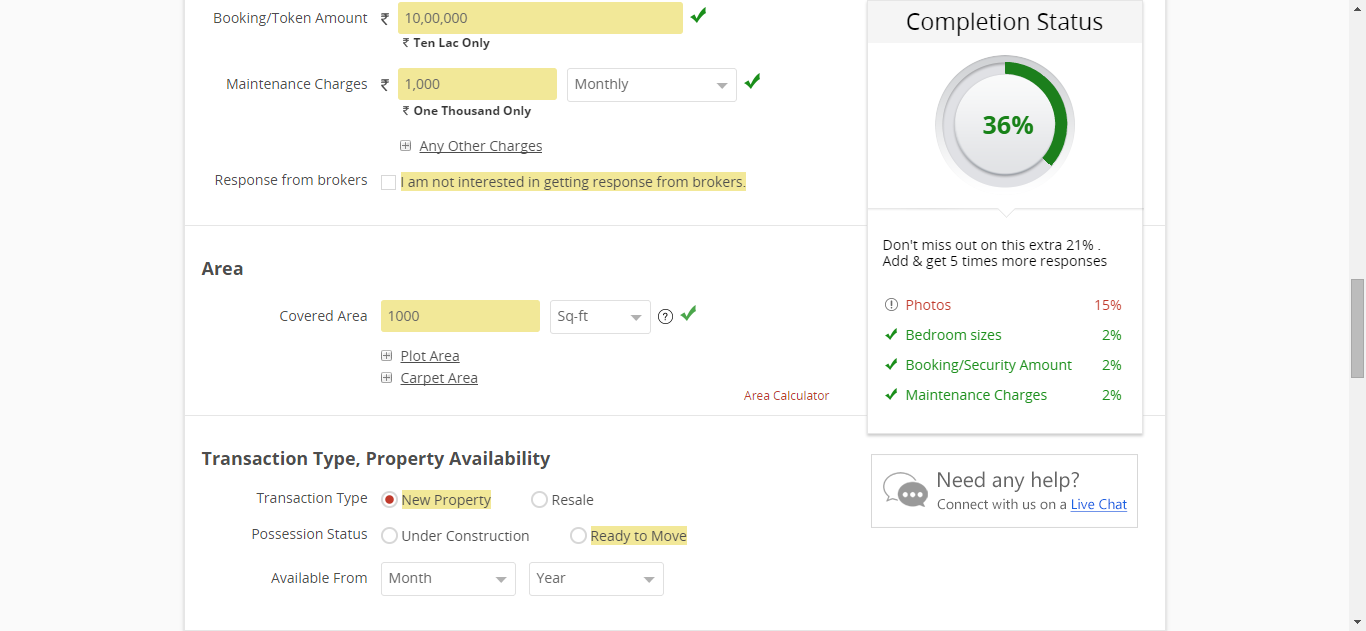 Booking/Token Amount ₹ 10,00,000
₹ Ten Lac Only
Maintenance Charges ₹ 1,000 Monthly
₹ One Thousand Only
Any Other Charges
Response from brokers I am not interested in getting response from brokers.
Area
Covered Area 1000 Sq-ft ?
Plot Area
Carpet Area
Area Calculator
Transaction Type, Property Availability
Transaction Type New Property Resale
Possession Status Under Construction Ready to Move
Available From Month Year
Completion Status
36%
Don't miss out on this extra 21% .
Add & get 5 times more responses
Photos 15%
Bedroom sizes 2%
Booking/Security Amount 2%
Maintenance Charges 2%
Need any help?
Connect with us on a Live Chat